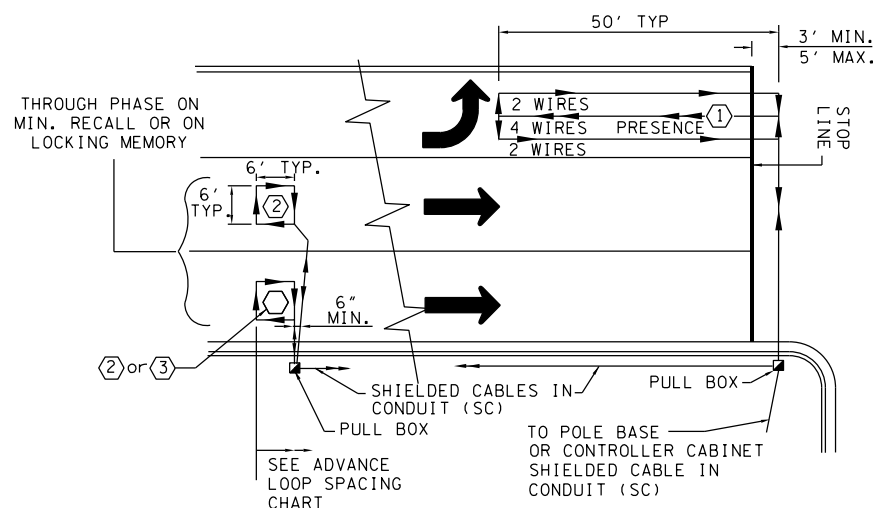 50' TYP
3' MIN.
5' MAX.
THROUGH PHASE ON
MIN. RECALL OR ON
LOCKING MEMORY
2 WIRES
1
4 WIRES PRESENCE
2 WIRES
STOP
LINE
6' TYP.
6'
TYP.
2
6"
MIN.
2 or 3
SHIELDED CABLES IN
CONDUIT (SC)
PULL BOX
PULL BOX
TO POLE BASE
OR CONTROLLER CABINET
SHIELDED CABLE IN
CONDUIT (SC)
SEE ADVANCE
LOOP SPACING
CHART